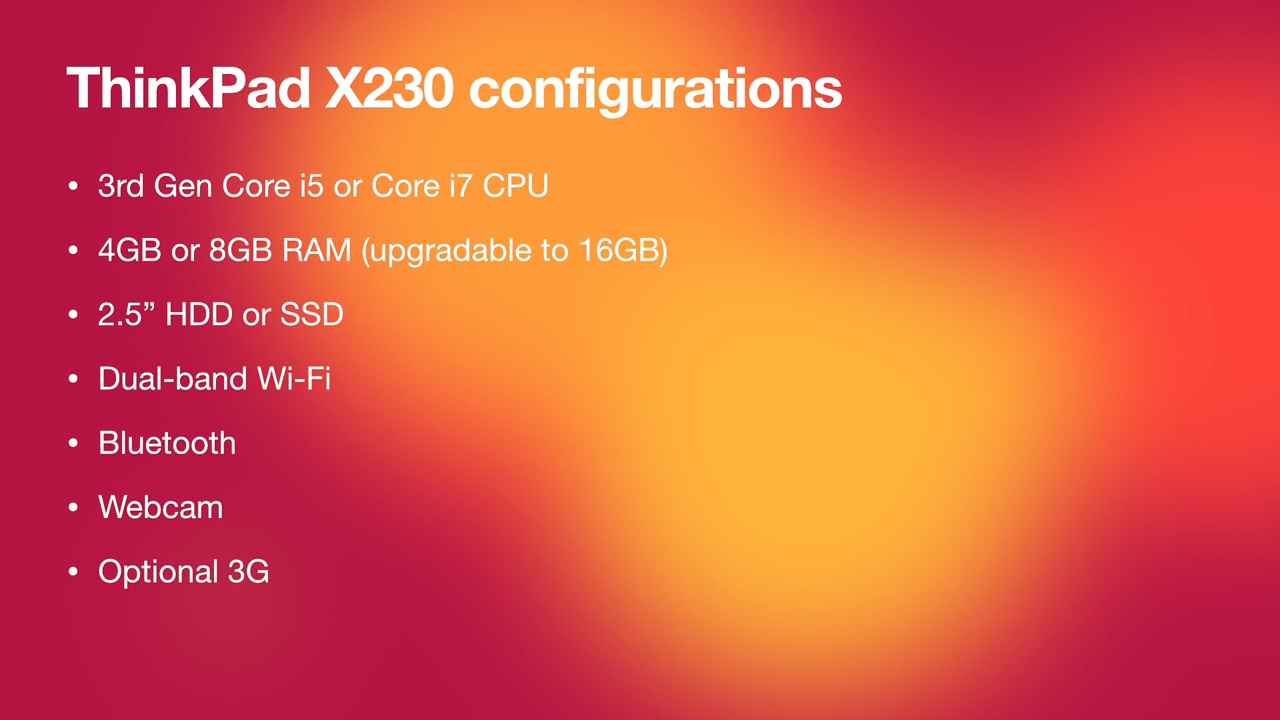 ThinkPad X230 configurations
• 3rd Gen Core i5 or Core i7 CPU
• 4GB or 8GB RAM (upgradable to 16GB)
• 2.5” HDD or SSD
• Dual-band Wi-Fi
• Bluetooth
• Webcam
• Optional 3G